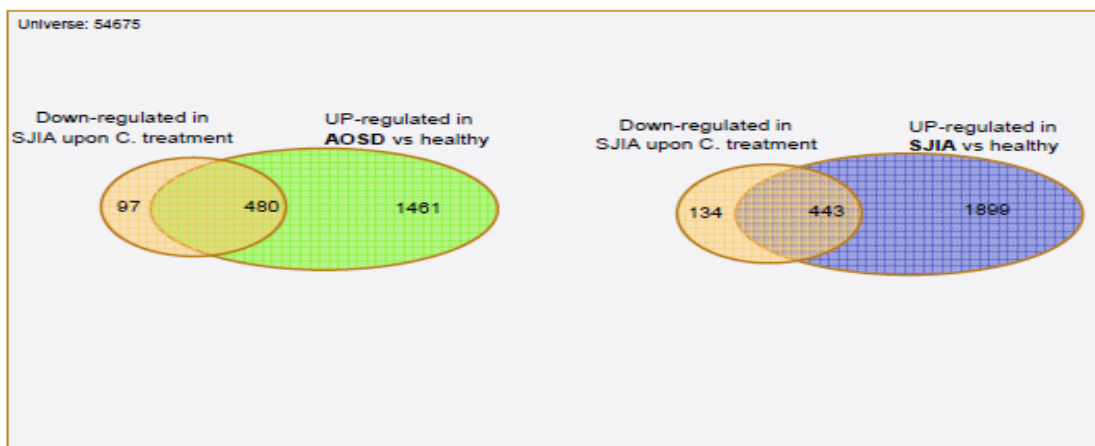 Universe: 54675
Down-regulated in
SJIA upon C. treatment
UP-regulated in
AOSD vs healthy
97
480
1461
Down-regulated in
SJIA upon C. treatment
UP-regulated in
SJIA vs healthy
134
443
1899